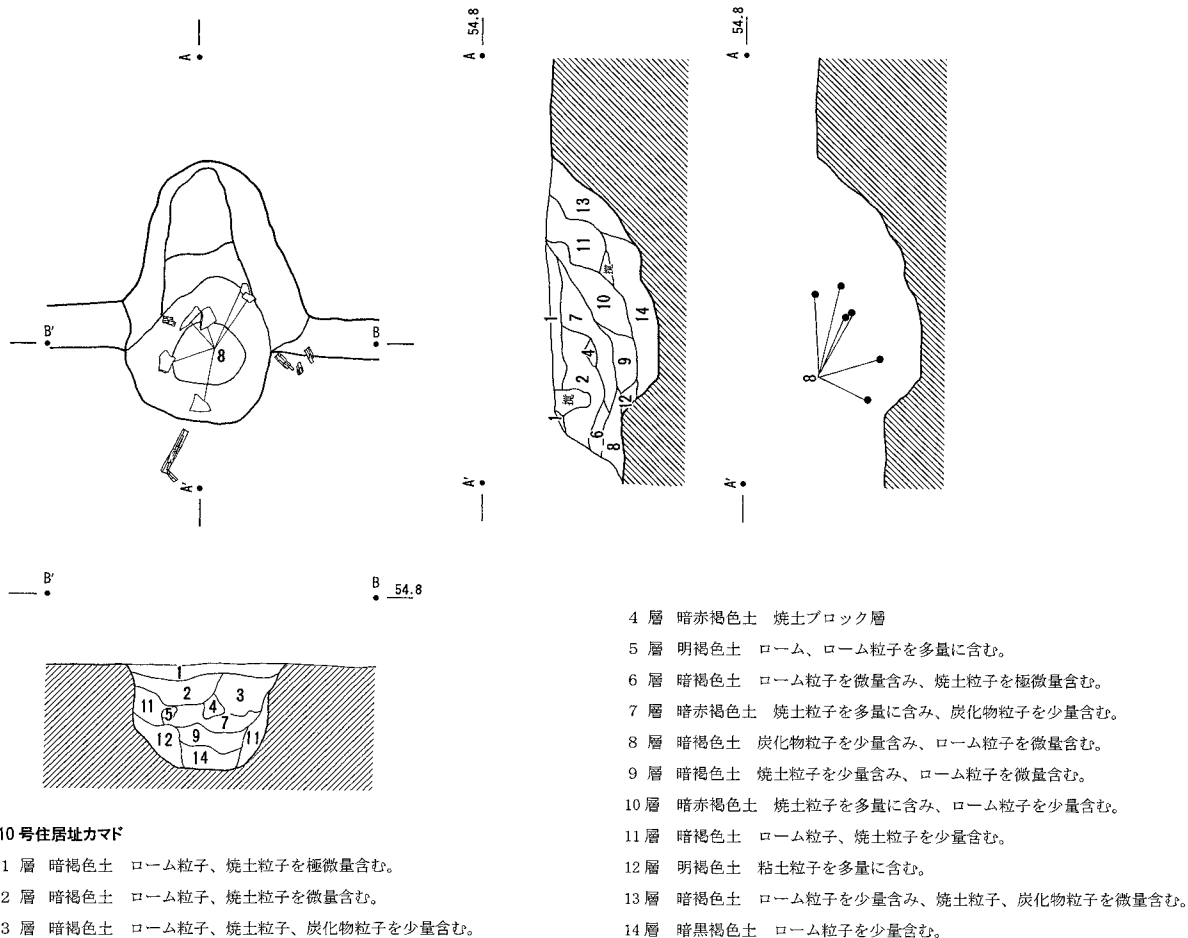 A
A 54.8
A 54.8
B'
B
8
A'
13
11
撹
10
14
7
1
4
9
2
撹
12
1
6
8
A'
8
A'
B'
B 54.8
1
2
3
11
5
4
7
12
9
11
14
10号住居址カマド
1 層 暗褐色土 ローム粒子、焼土粒子を極微量含む。
2 層 暗褐色土 ローム粒子、焼土粒子を微量含む。
3 層 暗褐色土 ローム粒子、焼土粒子、炭化物粒子を少量含む。
4 層 暗赤褐色土 焼土ブロック層
5 層 明褐色土 ローム、ローム粒子を多量に含む。
6 層 暗褐色土 ローム粒子を微量含み、焼土粒子を極微量含む。
7 層 暗赤褐色土 焼土粒子を多量に含み、炭化物粒子を少量含む。
8 層 暗褐色土 炭化物粒子を少量含み、ローム粒子を微量含む。
9 層 暗褐色土 焼土粒子を少量含み、ローム粒子を微量含む。
10層 暗赤褐色土 焼土粒子を多量に含み、ローム粒子を少量含む。
11層 暗褐色土 ローム粒子、焼土粒子を少量含む。
12層 明褐色土 粘土粒子を多量に含む。
13層 暗褐色土 ローム粒子を少量含み、焼土粒子、炭化物粒子を微量含む。
14層 暗黒褐色土 ローム粒子を少量含む。